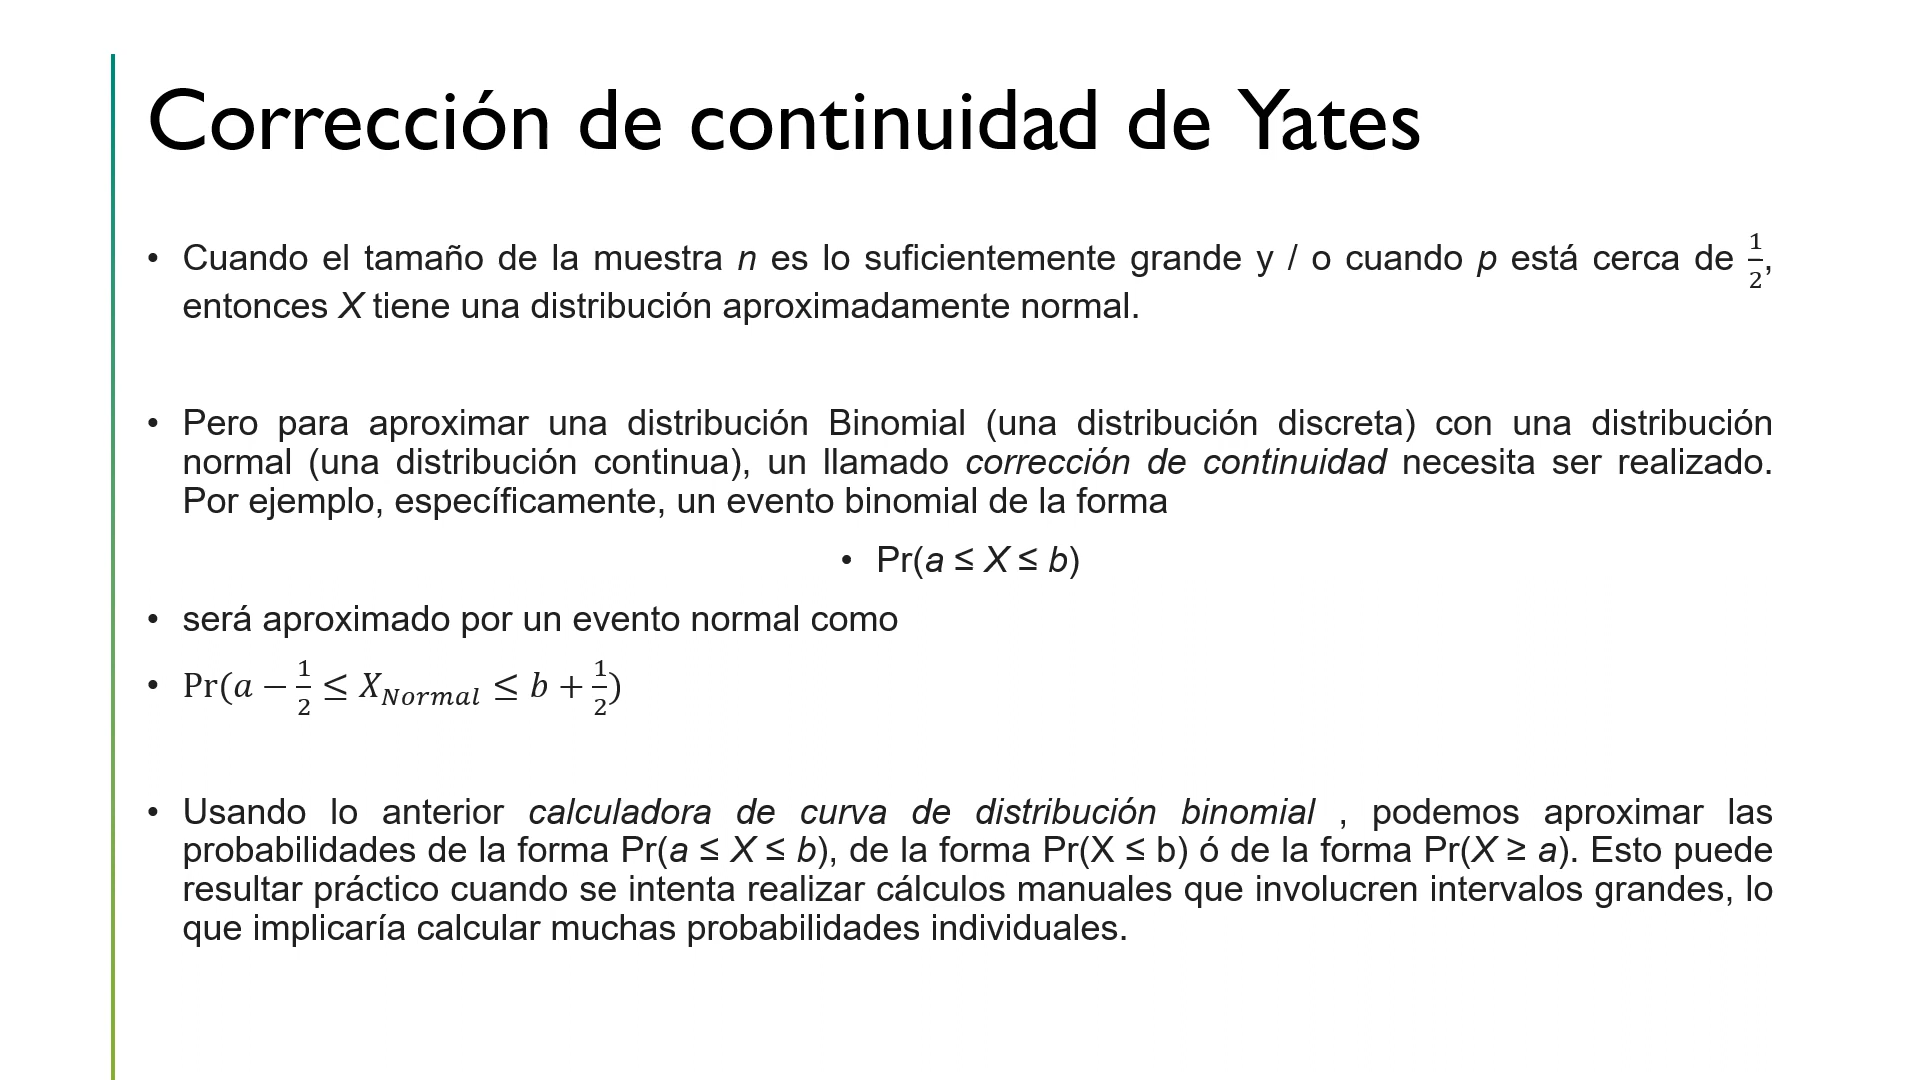 Corrección de continuidad de Yates
• Cuando el tamaño de la muestra n es lo suficientemente grande y / o cuando p está cerca de 1/2,
entonces X tiene una distribución aproximadamente normal.
• Pero para aproximar una distribución Binomial (una distribución discreta) con una distribución
normal (una distribución continua), un llamado corrección de continuidad necesita ser realizado.
Por ejemplo, específicamente, un evento binomial de la forma
• Pr(a ≤ X ≤ b)
• será aproximado por un evento normal como
• Pr(a − 1/2 ≤ X_Normal ≤ b + 1/2)
• Usando lo anterior calculadora de curva de distribución binomial , podemos aproximar las
probabilidades de la forma Pr(a ≤ X ≤ b), de la forma Pr(X ≤ b) ó de la forma Pr(X ≥ a). Esto puede
resultar práctico cuando se intenta realizar cálculos manuales que involucren intervalos grandes, lo
que implicaría calcular muchas probabilidades individuales.